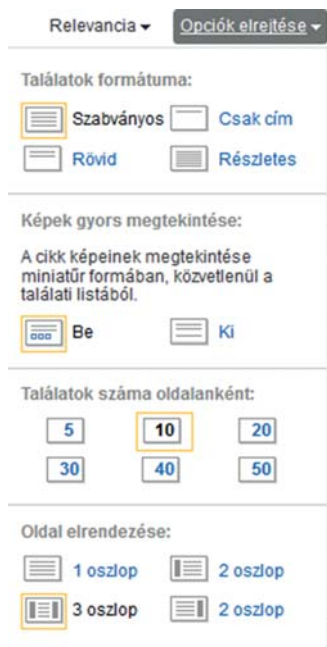 Relevancia Opciók elrejtése
Találatok formátuma:
Szabványos Csak cím
Rövid Részletes
Képek gyors megtekintése:
A cikk képeinek megtekintése
miniatűr formában, közvetlenül a
találati listából.
Be Ki
Találatok száma oldalanként:
5 10 20
30 40 50
Oldal elrendezése:
1 oszlop 2 oszlop
3 oszlop 2 oszlop